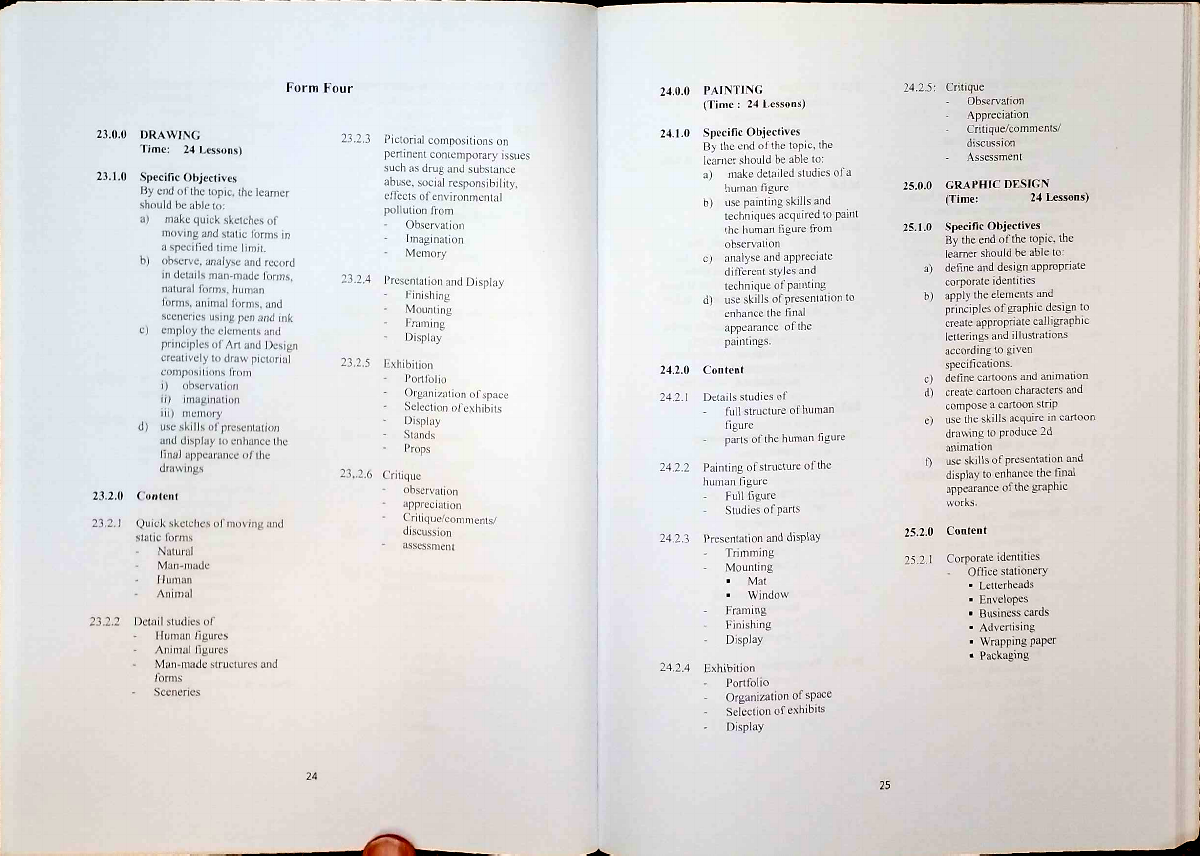 Form Four
23.0.0 DRAWING
Time: 24 Lessons)
23.1.0 Specific Objectives
By end of the topic, the learner
should be able to:
a) make quick sketches of
moving and static forms in
a specified time limit.
b) observe, analyse and record
in details man-made forms,
natural forms, human
forms, animal forms, and
sceneries using pen and ink
c) employ the elements and
principles of Art and Design
creatively to draw pictorial
compositions from
i) observation
ii) imagination
iii) memory
d) use skills of presentation
and display to enhance the
final appearance of the
drawings
23.2.0 Content
23.2.1 Quick sketches of moving and
static forms
- Natural
- Man-made
- Human
- Animal
23.2.2 Detail studies of
- Human figures
- Animal figures
- Man-made structures and
forms
- Sceneries
23.2.3 Pictorial compositions on
pertinent contemporary issues
such as drug and substance
abuse, social responsibility,
effects of environmental
pollution from
- Observation
- Imagination
- Memory
23.2.4 Presentation and Display
- Finishing
- Mounting
- Framing
- Display
23.2.5 Exhibition
- Portfolio
- Organization of space
- Selection of exhibits
- Display
- Stands
- Props
23,.2.6 Critique
- observation
- appreciation
- Critique/comments/
discussion
- assessment
24
24.0.0 PAINTING
(Time : 24 Lessons)
24.1.0 Specific Objectives
By the end of the topic, the
learner should be able to:
a) make detailed studies of a
human figure
b) use painting skills and
techniques acquired to paint
the human figure from
observation
c) analyse and appreciate
different styles and
technique of painting
d) use skills of presentation to
enhance the final
appearance of the
paintings.
24.2.0 Content
24.2.1 Details studies of
- full structure of human
figure
- parts of the human figure
24.2.2 Painting of structure of the
human figure
- Full figure
- Studies of parts
24.2.3 Presentation and display
- Trimming
- Mounting
▪ Mat
▪ Window
- Framing
- Finishing
- Display
24.2.4 Exhibition
- Portfolio
- Organization of space
- Selection of exhibits
- Display
24.2.5: Critique
- Observation
- Appreciation
- Critique/comments/
discussion
- Assessment
25.0.0 GRAPHIC DESIGN
(Time: 24 Lessons)
25.1.0 Specific Objectives
By the end of the topic, the
learner should be able to:
a) define and design appropriate
corporate identities
b) apply the elements and
principles of graphic design to
create appropriate calligraphic
letterings and illustrations
according to given
specifications.
c) define cartoons and animation
d) create cartoon characters and
compose a cartoon strip
e) use the skills acquire in cartoon
drawing to produce 2d
animation
f) use skills of presentation and
display to enhance the final
appearance of the graphic
works.
25.2.0 Content
25.2.1 Corporate identities
- Office stationery
▪ Letterheads
▪ Envelopes
▪ Business cards
▪ Advertising
▪ Wrapping paper
▪ Packaging
25